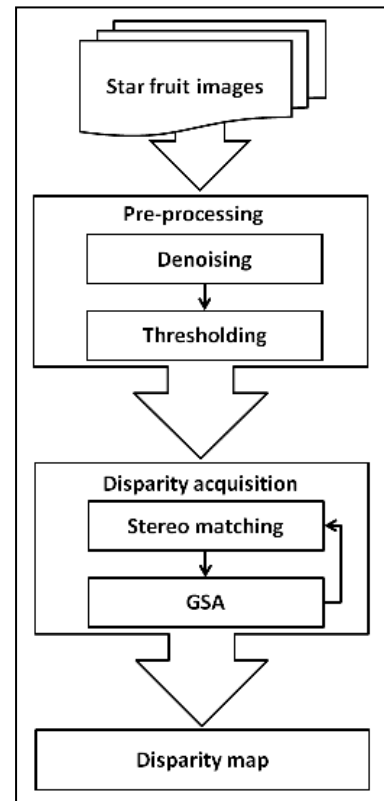 Star fruit images
Pre-processing
Denoising
Thresholding
Disparity acquisition
Stereo matching
GSA
Disparity map